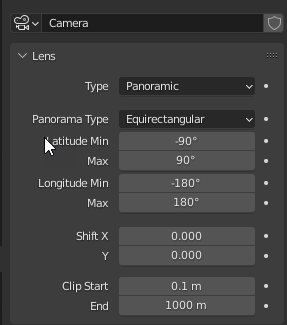 Camera
Lens
Type Panoramic
Panorama Type Equirectangular
Latitude Min -90°
Max 90°
Longitude Min -180°
Max 180°
Shift X 0.000
Y 0.000
Clip Start 0.1 m
End 1000 m